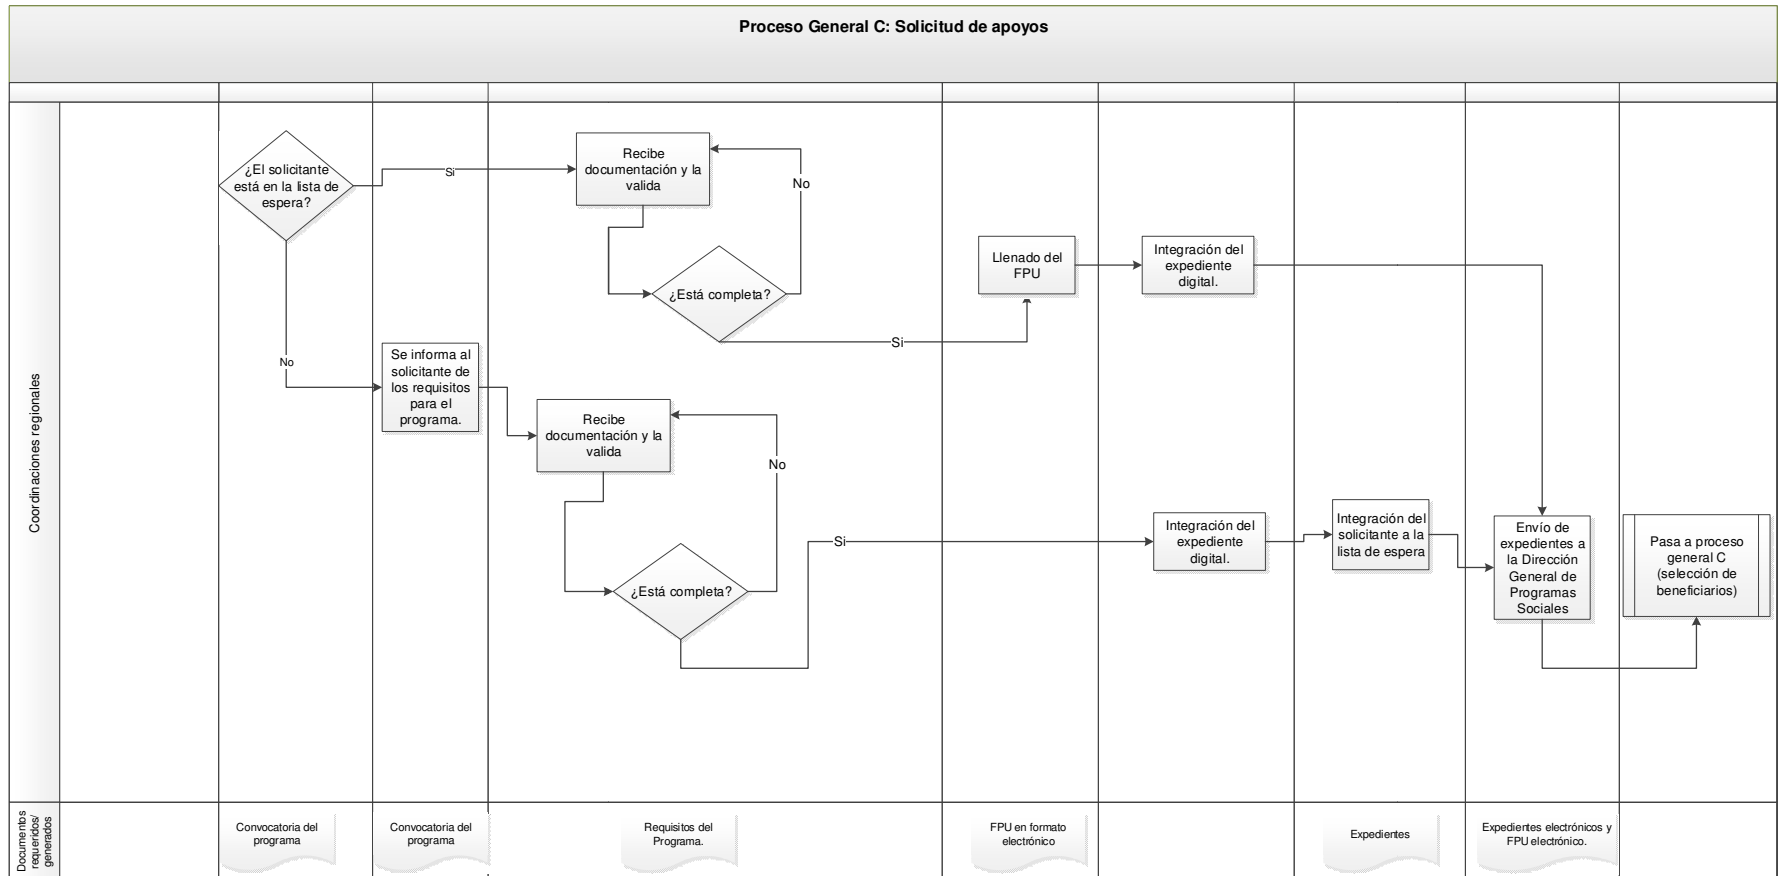 Proceso General C: Solicitud de apoyos
Coordinaciones regionales
¿El solicitante
está en la lista de
espera?
Si
No
Recibe
documentación y la
valida
No
¿Está completa?
Si
Llenado del
FPU
Integración del
expediente
digital.
Se informa al
solicitante de
los requisitos
para el
programa.
Recibe
documentación y la
valida
No
¿Está completa?
Si
Integración del
expediente
digital.
Integración del
solicitante a la
lista de espera
Envío de
expedientes a
la Dirección
General de
Programas
Sociales
Pasa a proceso
general C
(selección de
beneficiarios)
Documentos
requeridos/
generados
Convocatoria del
programa
Convocatoria del
programa
Requisitos del
Programa.
FPU en formato
electrónico
Expedientes
Expedientes electrónicos y
FPU electrónico.